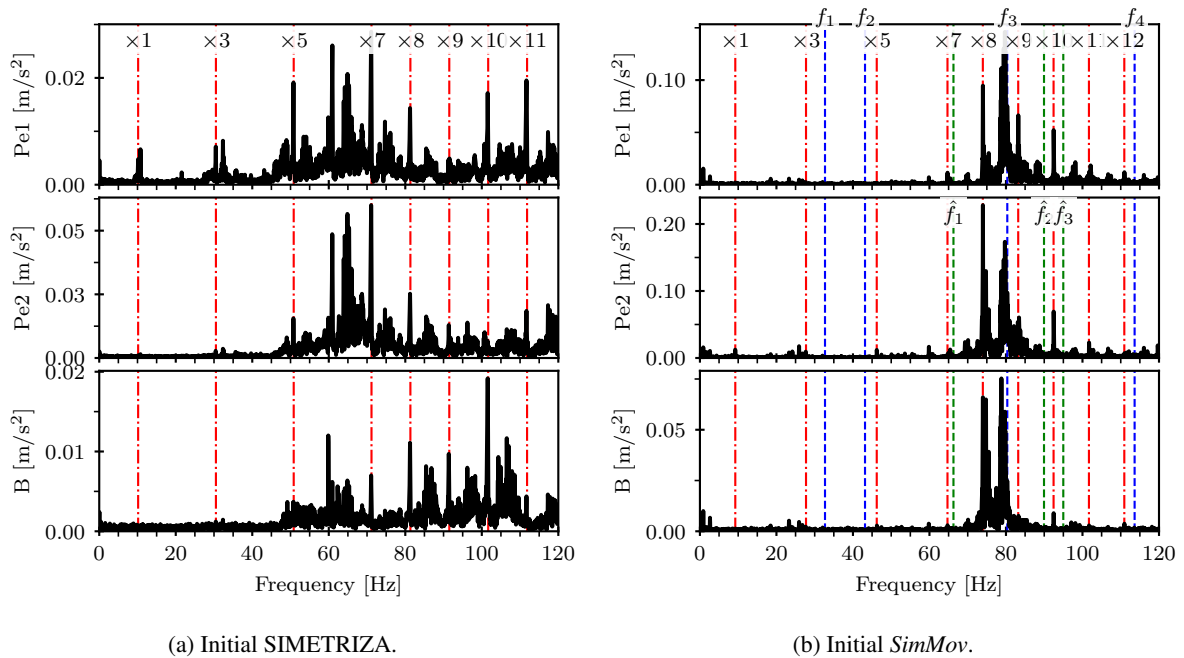 ×1 ×3 ×5 ×7 ×8 ×9 ×10 ×11
0.02
0.00
Pe1 [m/s²]
0.05
0.03
0.00
Pe2 [m/s²]
0.02
0.01
0.00
B [m/s²]
0 20 40 60 80 100 120
Frequency [Hz]
(a) Initial SIMETRIZA.
f₁ f₂ f₃ f₄
×1 ×3 ×5 ×7 ×8 ×9 ×10 ×11 ×12
0.10
0.05
0.00
Pe1 [m/s²]
f̂₁ f̂₂ f̂₃
0.20
0.10
0.00
Pe2 [m/s²]
0.05
0.00
B [m/s²]
0 20 40 60 80 100 120
Frequency [Hz]
(b) Initial SimMov.